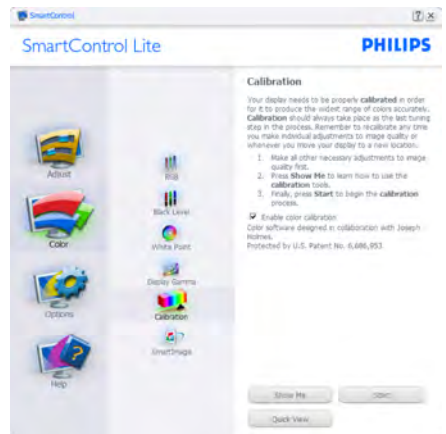 SmartControl
SmartControl Lite
PHILIPS
Adjust
Color
Options
Help
RGB
Black Level
White Point
Display Gamma
Calibration
SmartImage
Calibration
Your display needs to be properly calibrated in order
for it to produce the widest range of colors accurately.
Calibration should always take place as the last tuning
step in the process. Remember to recalibrate any time
you make individual adjustments to image quality or
whenever you move your display to a new location.
1. Make all other necessary adjustments to image
quality first.
2. Press Show Me to learn how to use the
calibration tools.
3. Finally, press Start to begin the calibration
process.
Enable color calibration
Color software designed in collaboration with Joseph
Holmes.
Protected by U.S. Patent No. 6,686,953
Show Me
Start
Quick View